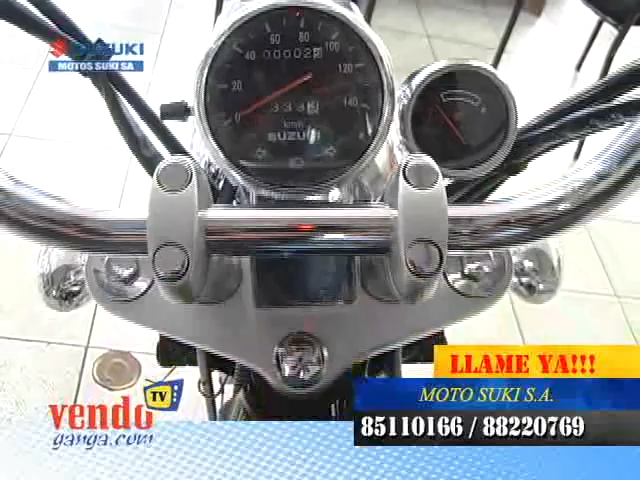 SUZUKI
MOTOS SUKI SA
0 20 40 60 80 100 120 140
00002
333
km/h
SUZUKI
LLAME YA!!!
MOTO SUKI S.A.
85110166 / 88220769
vendo TV
ganga.com